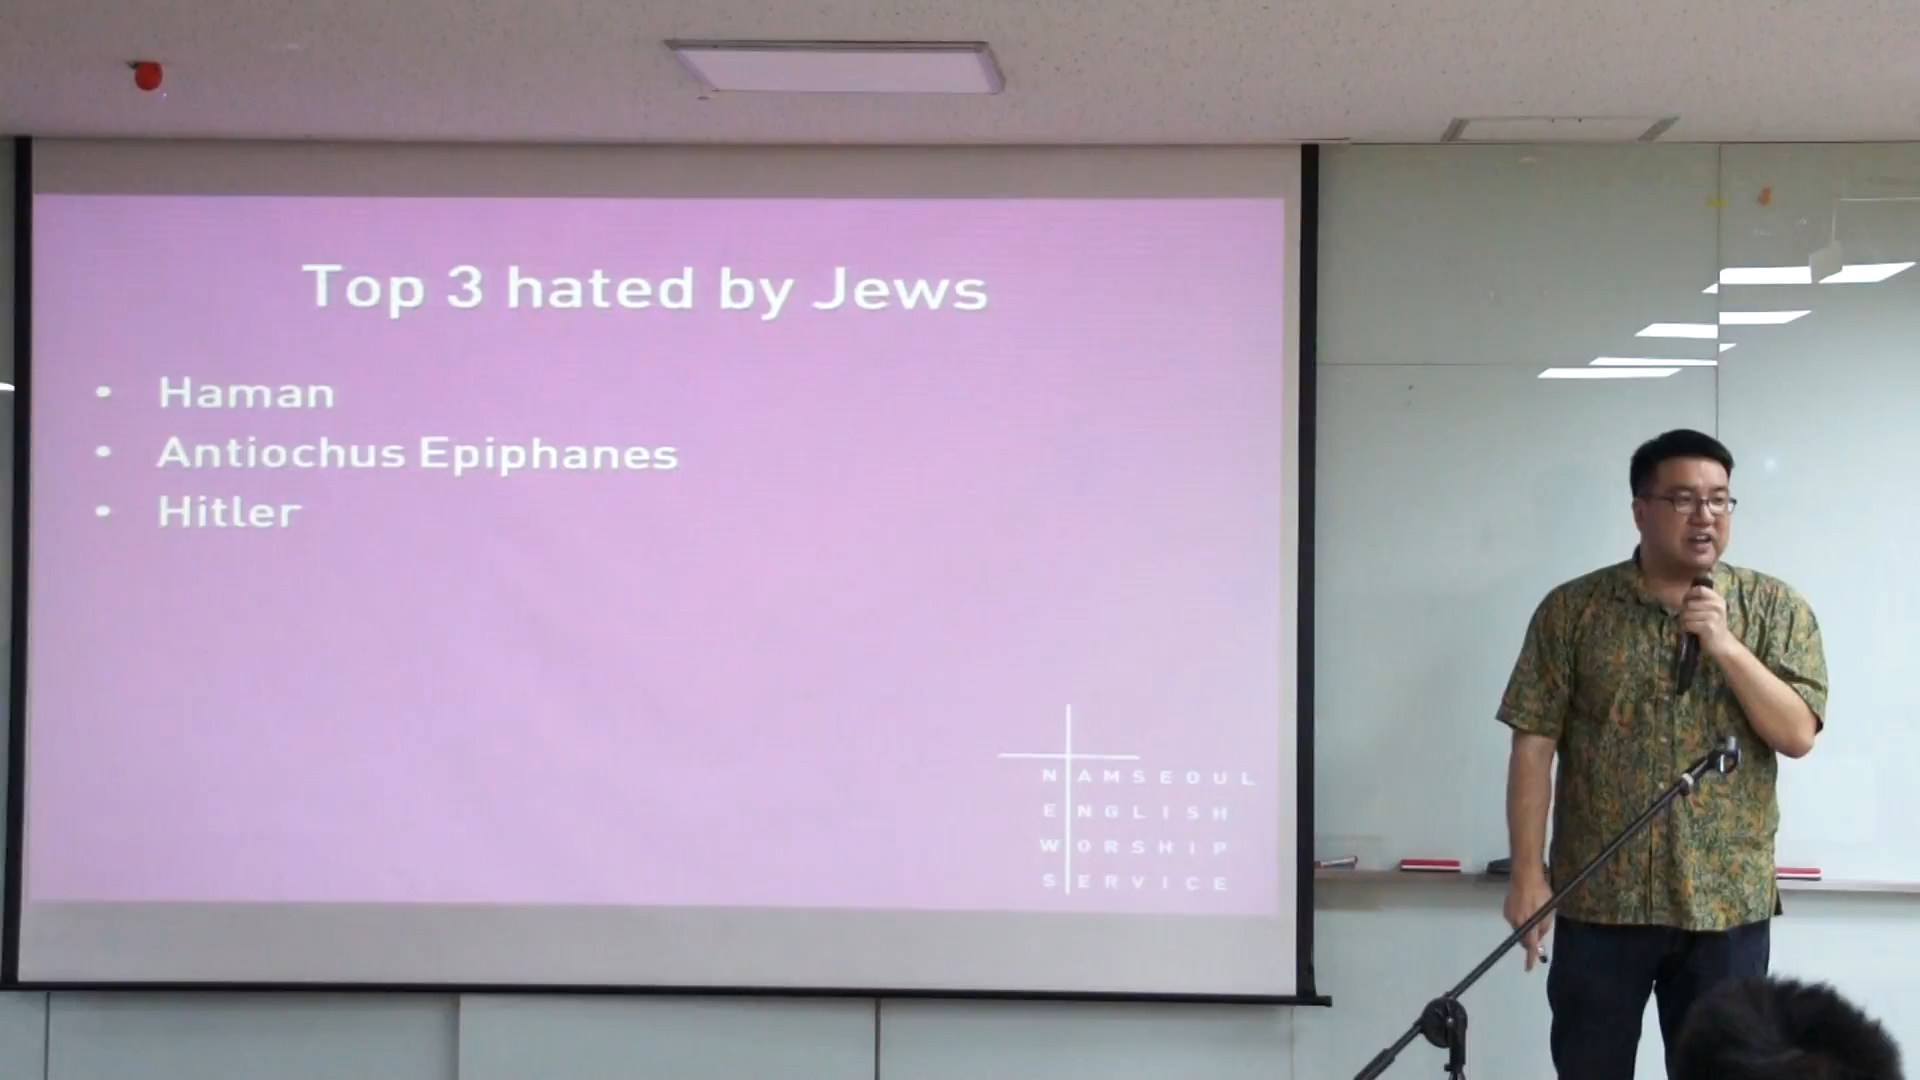 Top 3 hated by Jews
• Haman
• Antiochus Epiphanes
• Hitler
NAMSEOUL
ENGLISH
WORSHIP
SERVICE